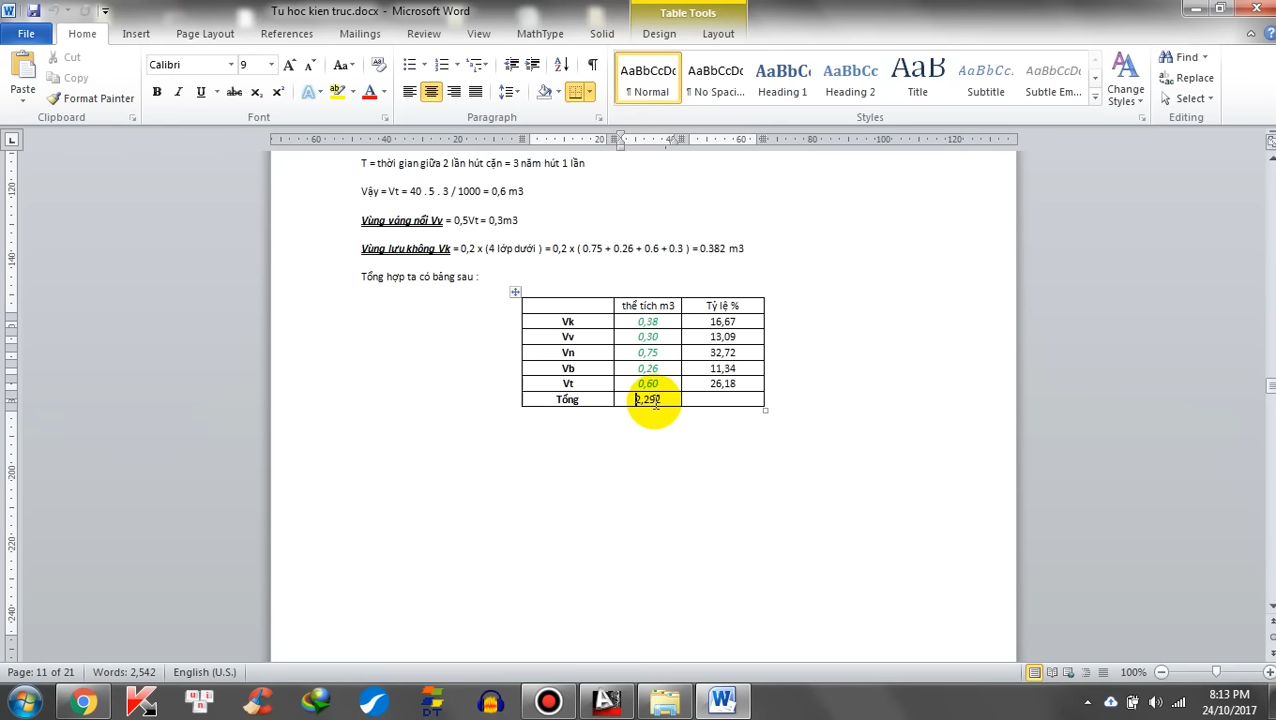 Tu hoc kien truc.docx - Microsoft Word
Table Tools
File Home Insert Page Layout References Mailings Review View MathType Solid Design Layout
Paste
Cut
Copy
Format Painter
Clipboard
Calibri 9
Font
Paragraph
AaBbCcDc AaBbCcDc AaBbC AaBbCc AaB AaBbCc. AaBbCcD
¶ Normal ¶ No Spaci... Heading 1 Heading 2 Title Subtitle Subtle Em...
Change Styles
Styles
Find
Replace
Select
Editing
T = thời gian giữa 2 lần hút cặn = 3 năm hút 1 lần
Vậy = Vt = 40 . 5 . 3 / 1000 = 0,6 m3
Vùng váng nổi Vv = 0,5Vt = 0,3m3
Vùng lưu không Vk = 0,2 x (4 lớp dưới ) = 0,2 x ( 0.75 + 0.26 + 0.6 + 0.3 ) = 0.382 m3
Tổng hợp ta có bảng sau :
thể tích m3 Tỷ lệ %
Vk 0,38 16,67
Vv 0,30 13,09
Vn 0,75 32,72
Vb 0,26 11,34
Vt 0,60 26,18
Tổng 2,292
Page: 11 of 21 Words: 2,542 English (U.S.) 100%
8:13 PM
24/10/2017